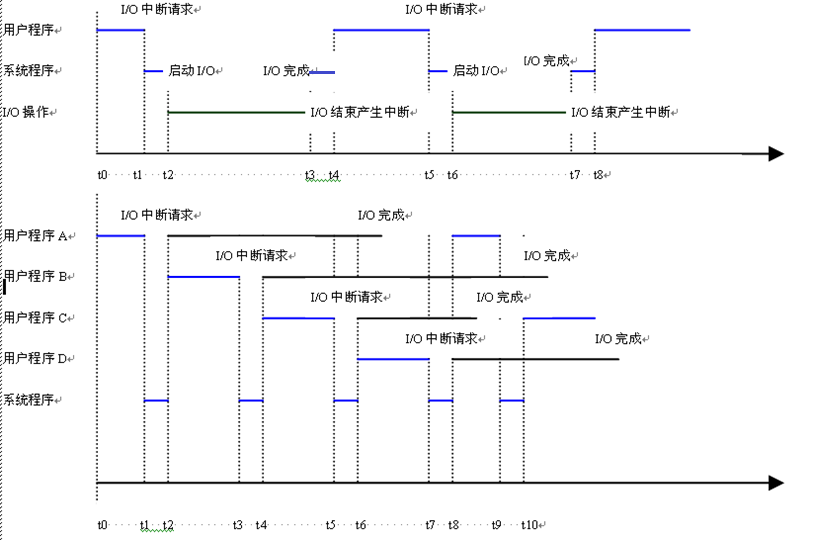 I/O 中断请求 I/O 中断请求
用户程序
I/O 完成
系统程序 启动 I/O I/O 完成 启动 I/O
I/O 操作 I/O 结束产生中断 I/O 结束产生中断
t0 t1 t2 t3 t4 t5 t6 t7 t8
I/O 中断请求 I/O 完成
用户程序 A
I/O 中断请求 I/O 完成
用户程序 B
I/O 中断请求 I/O 完成
用户程序 C
I/O 中断请求 I/O 完成
用户程序 D
系统程序
t0 t1 t2 t3 t4 t5 t6 t7 t8 t9 t10